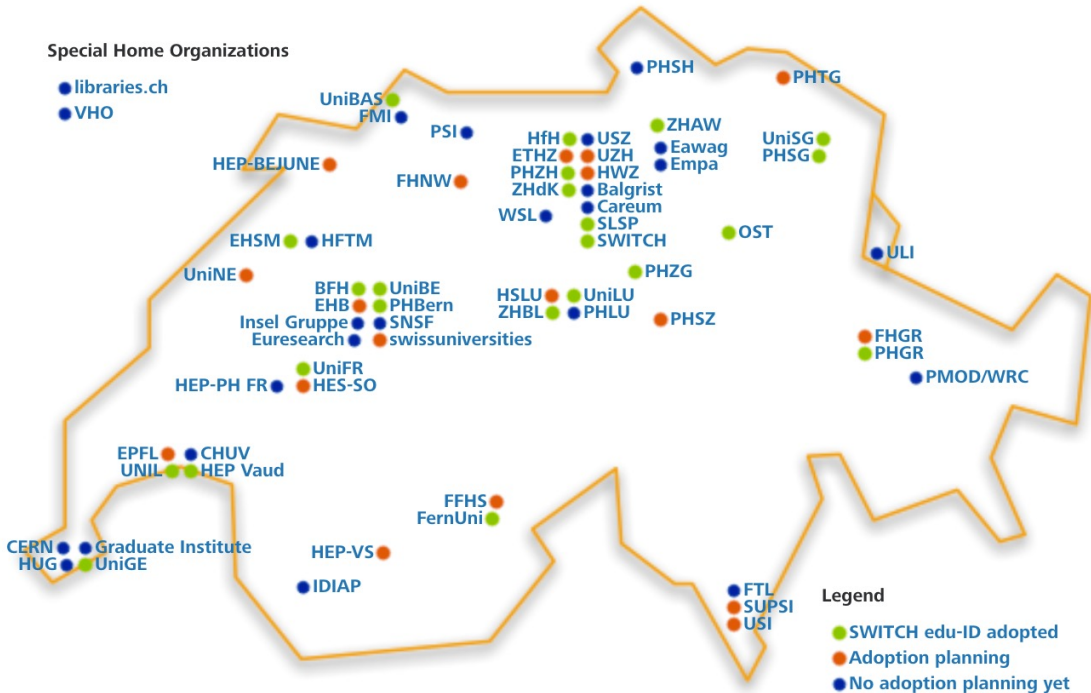 Special Home Organizations
libraries.ch
VHO
PHSH
PHTG
UniBAS
FMI
PSI
HfH USZ
ETHZ UZH
PHZH HWZ
ZHdK Balgrist
Careum
SLSP
SWITCH
ZHAW
Eawag
Empa
UniSG
PHSG
HEP-BEJUNE
FHNW
WSL
OST
EHSM HFTM
ULI
UniNE
PHZG
BFH UniBE
EHB PHBern
Insel Gruppe SNSF
Euresearch swissuniversities
HSLU UniLU
ZHBL PHLU
PHSZ
FHGR
PHGR
PMOD/WRC
UniFR
HEP-PH FR HES-SO
EPFL CHUV
UNIL HEP Vaud
FFHS
FernUni
CERN Graduate Institute
HUG UniGE
HEP-VS
IDIAP
FTL
SUPSI
USI
Legend
SWITCH edu-ID adopted
Adoption planning
No adoption planning yet